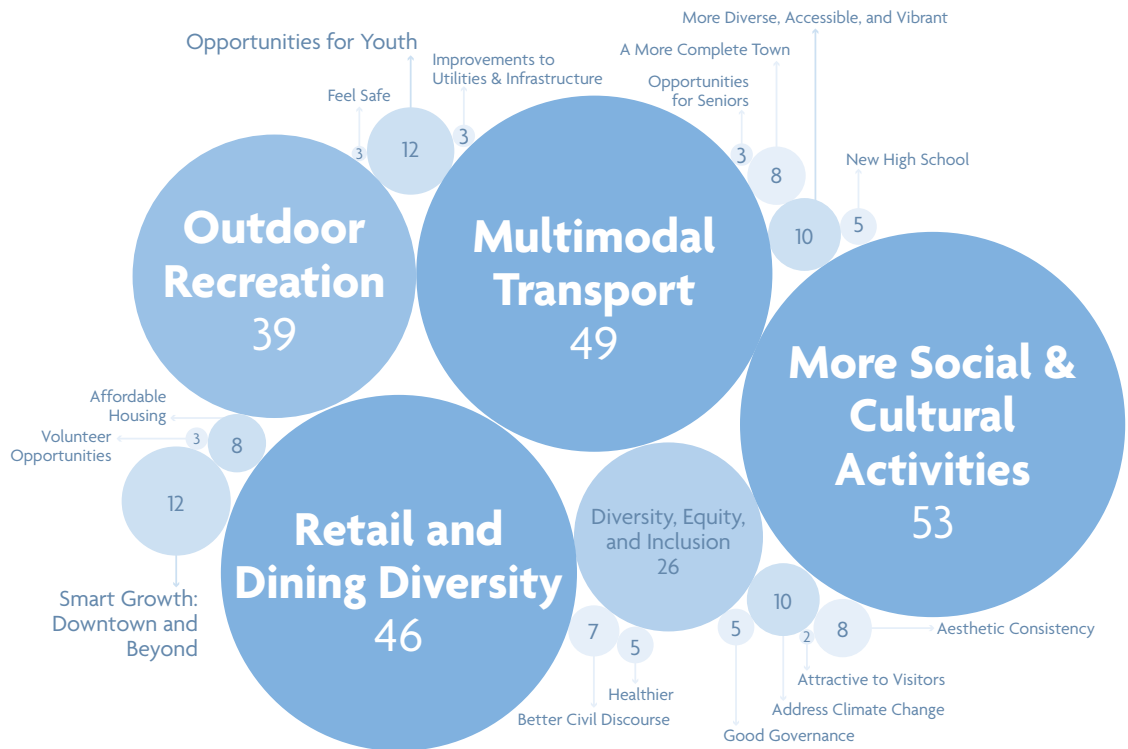 More Diverse, Accessible, and Vibrant
Opportunities for Youth
A More Complete Town
Improvements to
Utilities & Infrastructure
Opportunities
for Seniors
Feel Safe
3
12
3
3
8
New High School
10
5
Outdoor
Recreation
39
Multimodal
Transport
49
More Social &
Cultural
Activities
53
Affordable
Housing
8
Volunteer
Opportunities
3
12
Smart Growth:
Downtown and
Beyond
Retail and
Dining Diversity
46
Diversity, Equity,
and Inclusion
26
7
5
5
10
2
8
Aesthetic Consistency
Attractive to Visitors
Healthier
Address Climate Change
Better Civil Discourse
Good Governance